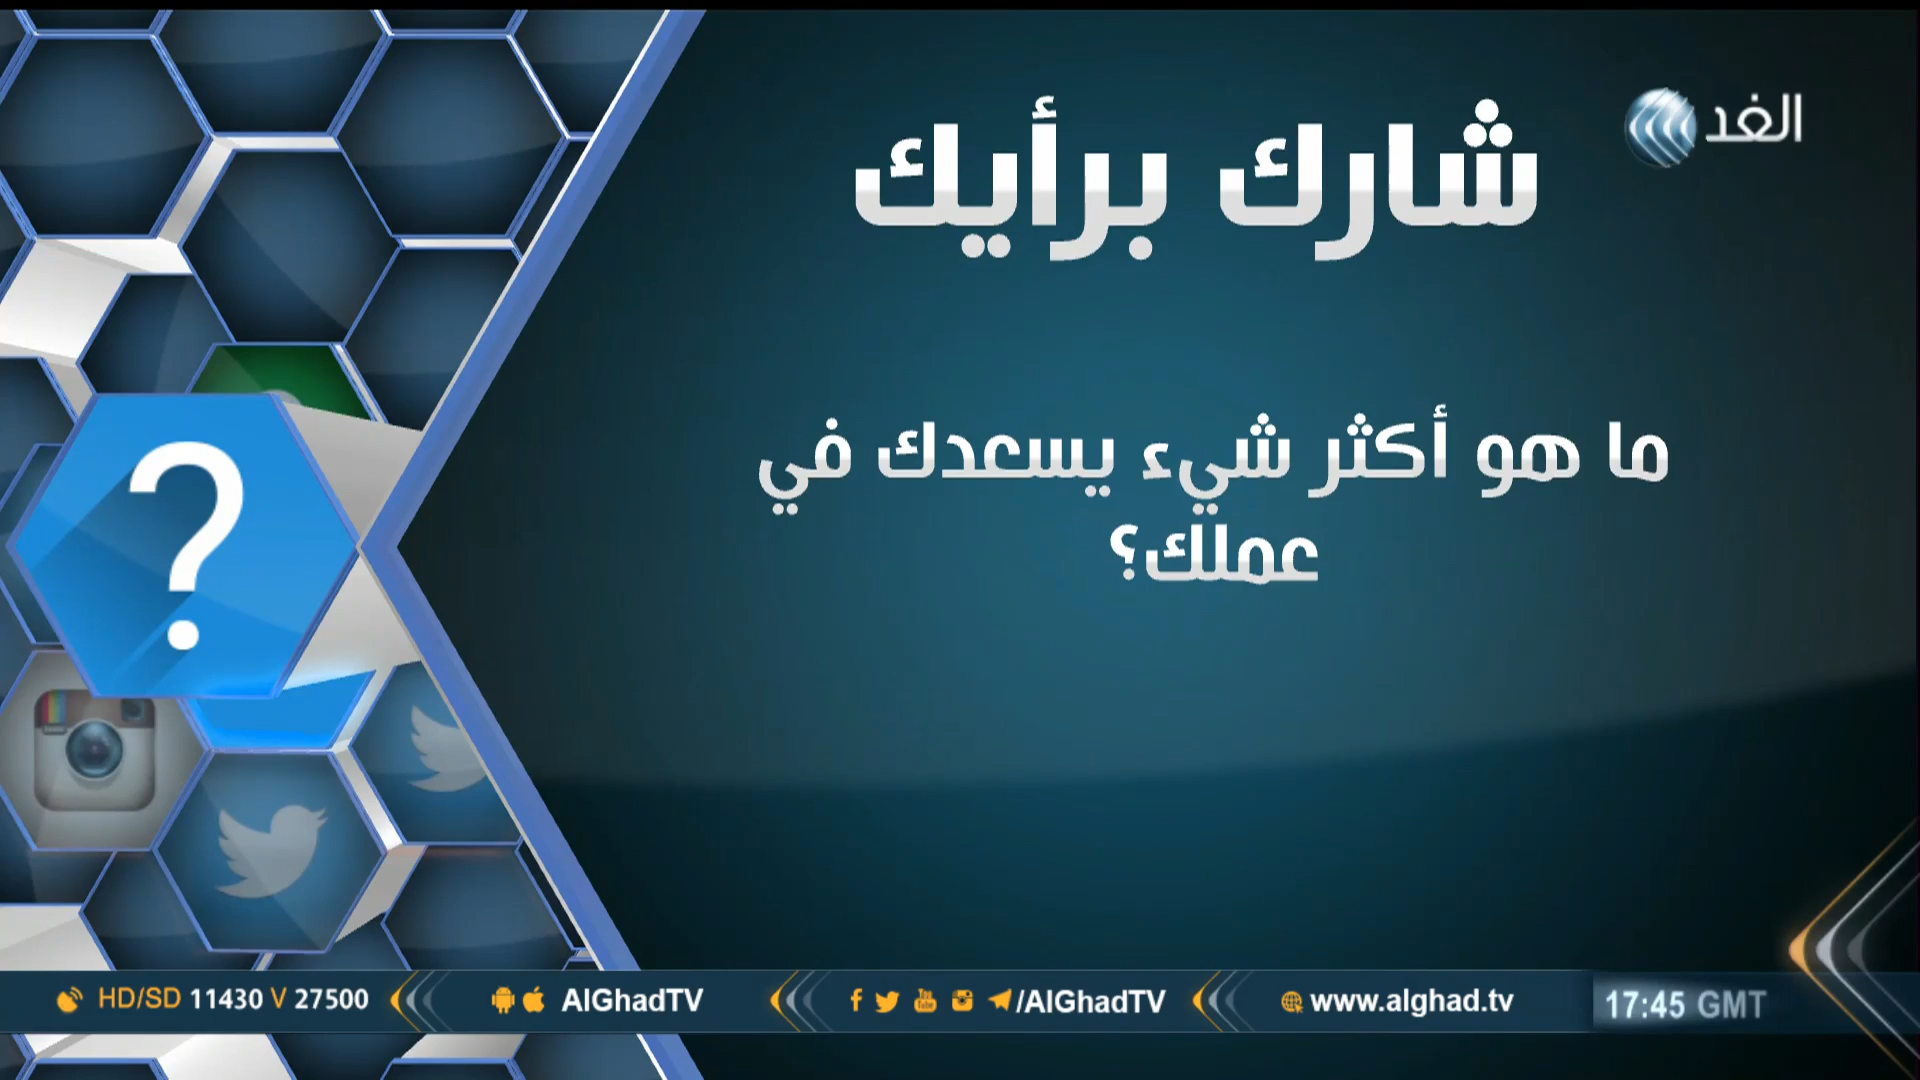 الغد
شارك برأيك
ما هو أكثر شيء يسعدك في
عملك؟
HD/SD 11430 V 27500
AlGhadTV
/AlGhadTV
www.alghad.tv
17:45 GMT